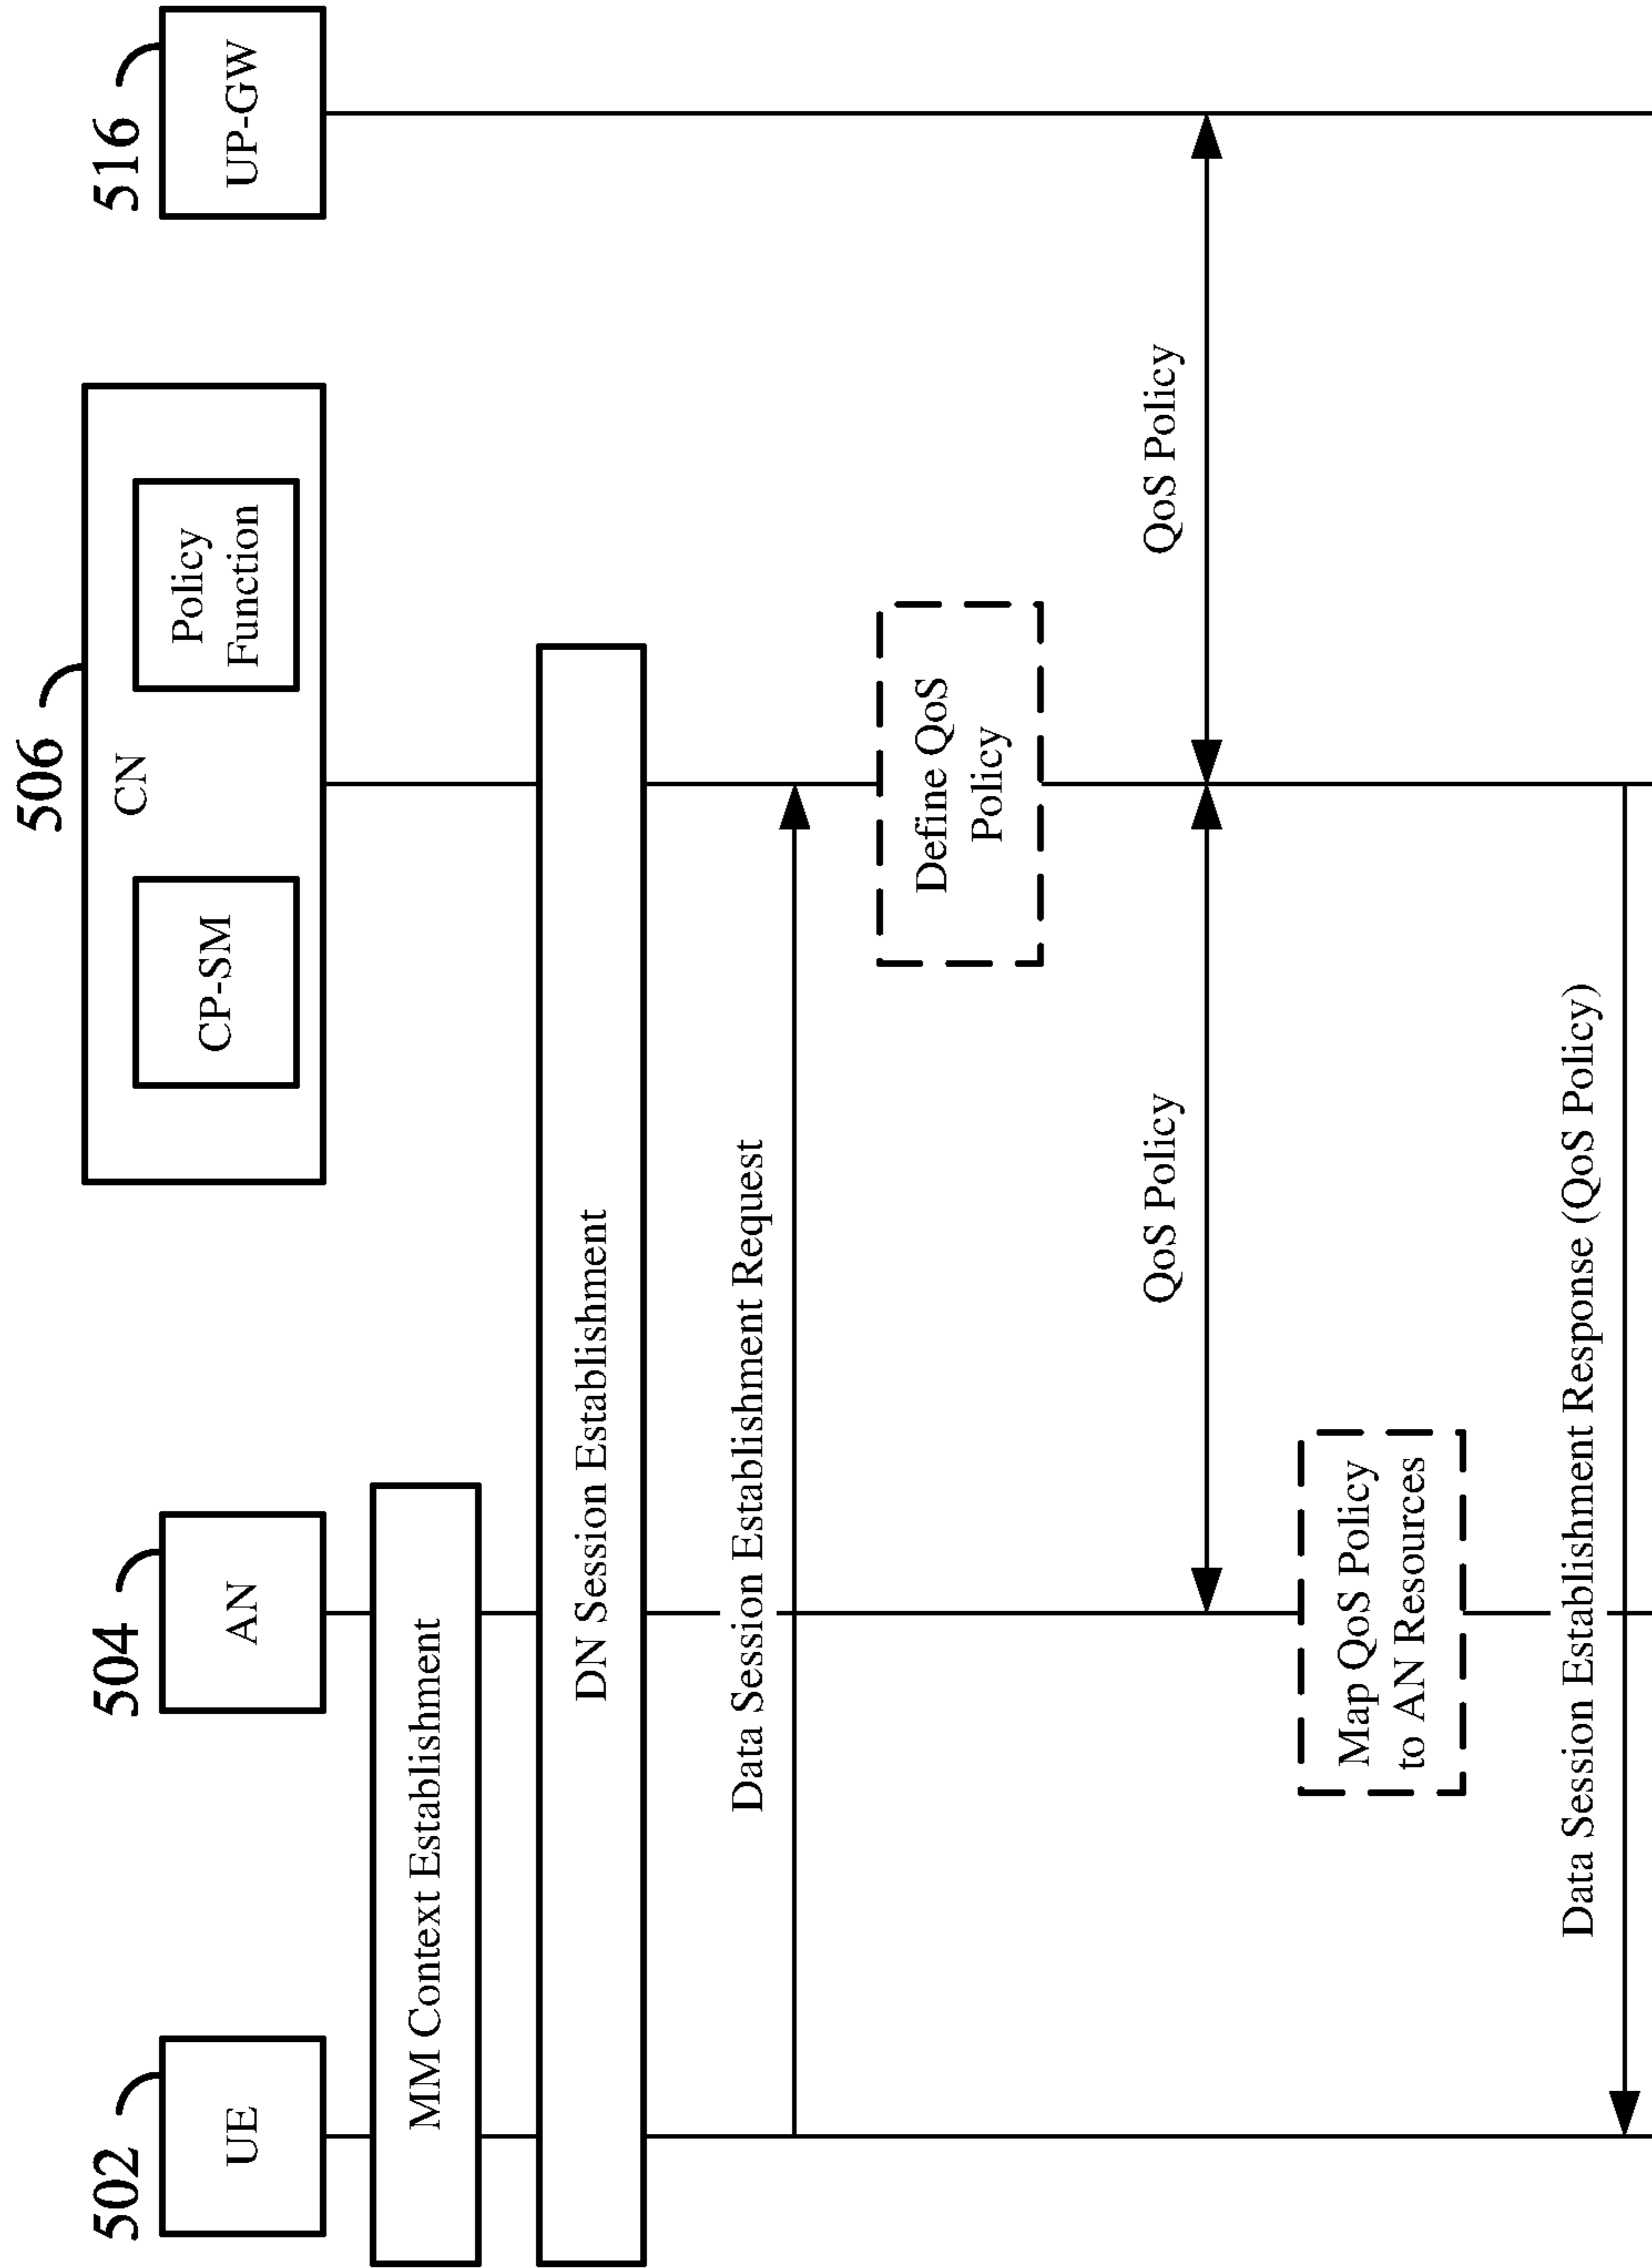 502
504
506
516
UE
AN
CN
CP-SM
Policy
Function
UP-GW
MM Context Establishment
DN Session Establishment
Data Session Establishment Request
Define QoS
Policy
QoS Policy
QoS Policy
Map QoS Policy
to AN Resources
Data Session Establishment Response (QoS Policy)